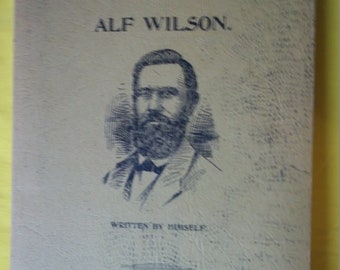 ALF WILSON.
WRITTEN BY HIMSELF.